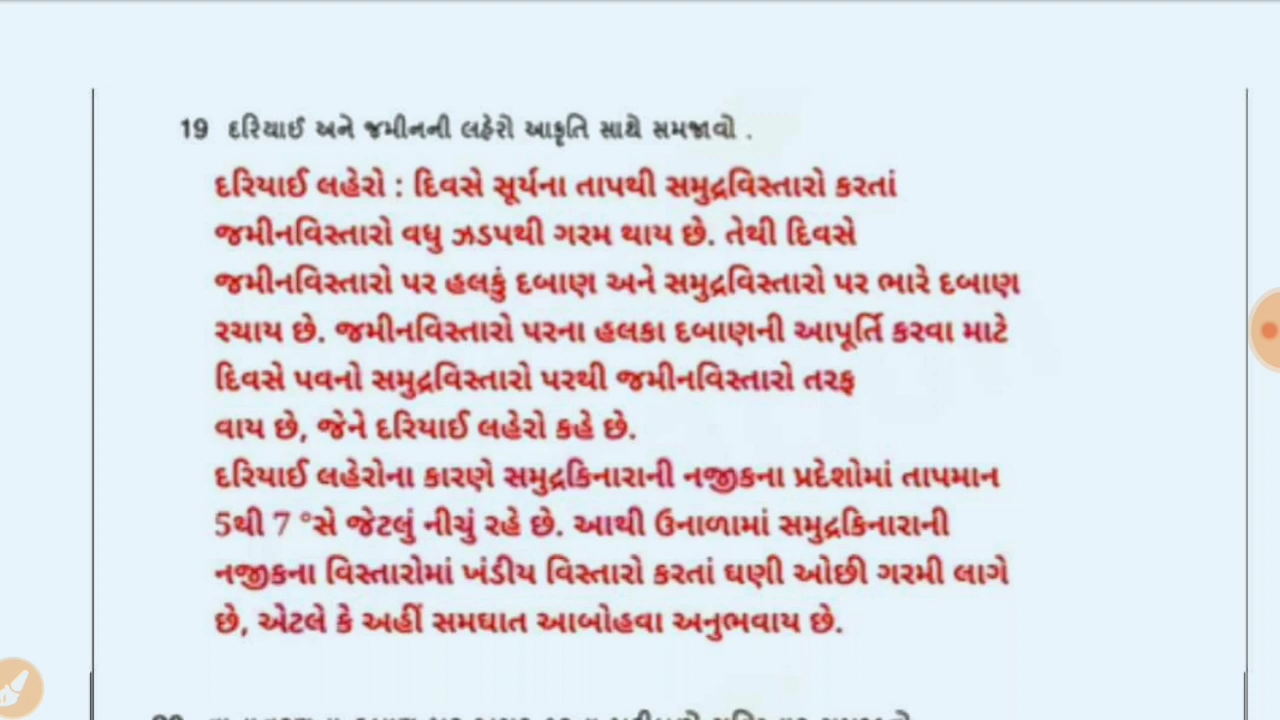 19 દરિયાઈ અને જમીનની લહેરો આકૃતિ સાથે સમજાવો .
દરિયાઈ લહેરો : દિવસે સૂર્યના તાપથી સમુદ્રવિસ્તારો કરતાં
જમીનવિસ્તારો વધુ ઝડપથી ગરમ થાય છે. તેથી દિવસે
જમીનવિસ્તારો પર હલકું દબાણ અને સમુદ્રવિસ્તારો પર ભારે દબાણ
રચાય છે. જમીનવિસ્તારો પરના હલકા દબાણની આપૂર્તિ કરવા માટે
દિવસે પવનો સમુદ્રવિસ્તારો પરથી જમીનવિસ્તારો તરફ
વાય છે, જેને દરિયાઈ લહેરો કહે છે.
દરિયાઈ લહેરોના કારણે સમુદ્રકિનારાની નજીકના પ્રદેશોમાં તાપમાન
5થી 7 °સે જેટલું નીચું રહે છે. આથી ઉનાળામાં સમુદ્રકિનારાની
નજીકના વિસ્તારોમાં ખંડીય વિસ્તારો કરતાં ઘણી ઓછી ગરમી લાગે
છે, એટલે કે અહીં સમઘાત આબોહવા અનુભવાય છે.